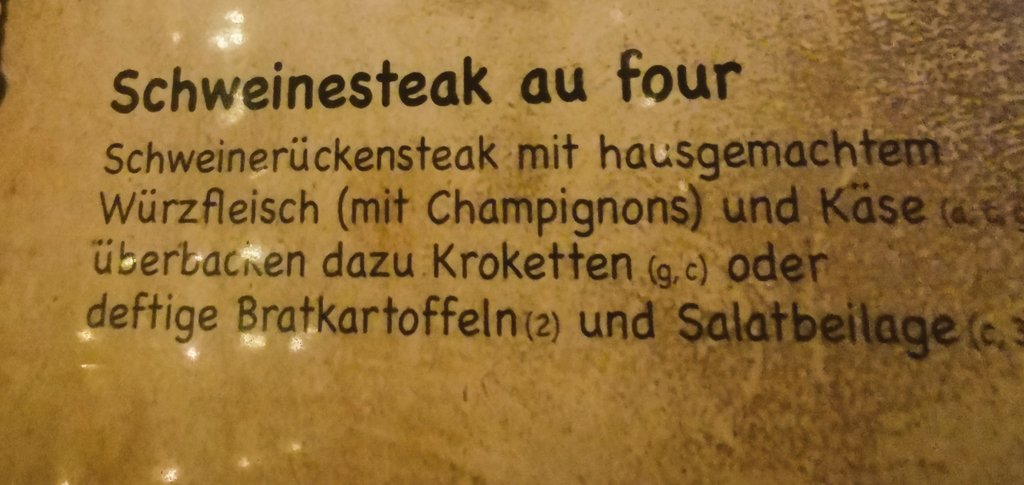 Schweinesteak au four
Schweinerückensteak mit hausgemachtem
Würzfleisch (mit Champignons) und Käse
überbacken dazu Kroketten (g, c) oder
deftige Bratkartoffeln (2) und Salatbeilage (c, 3